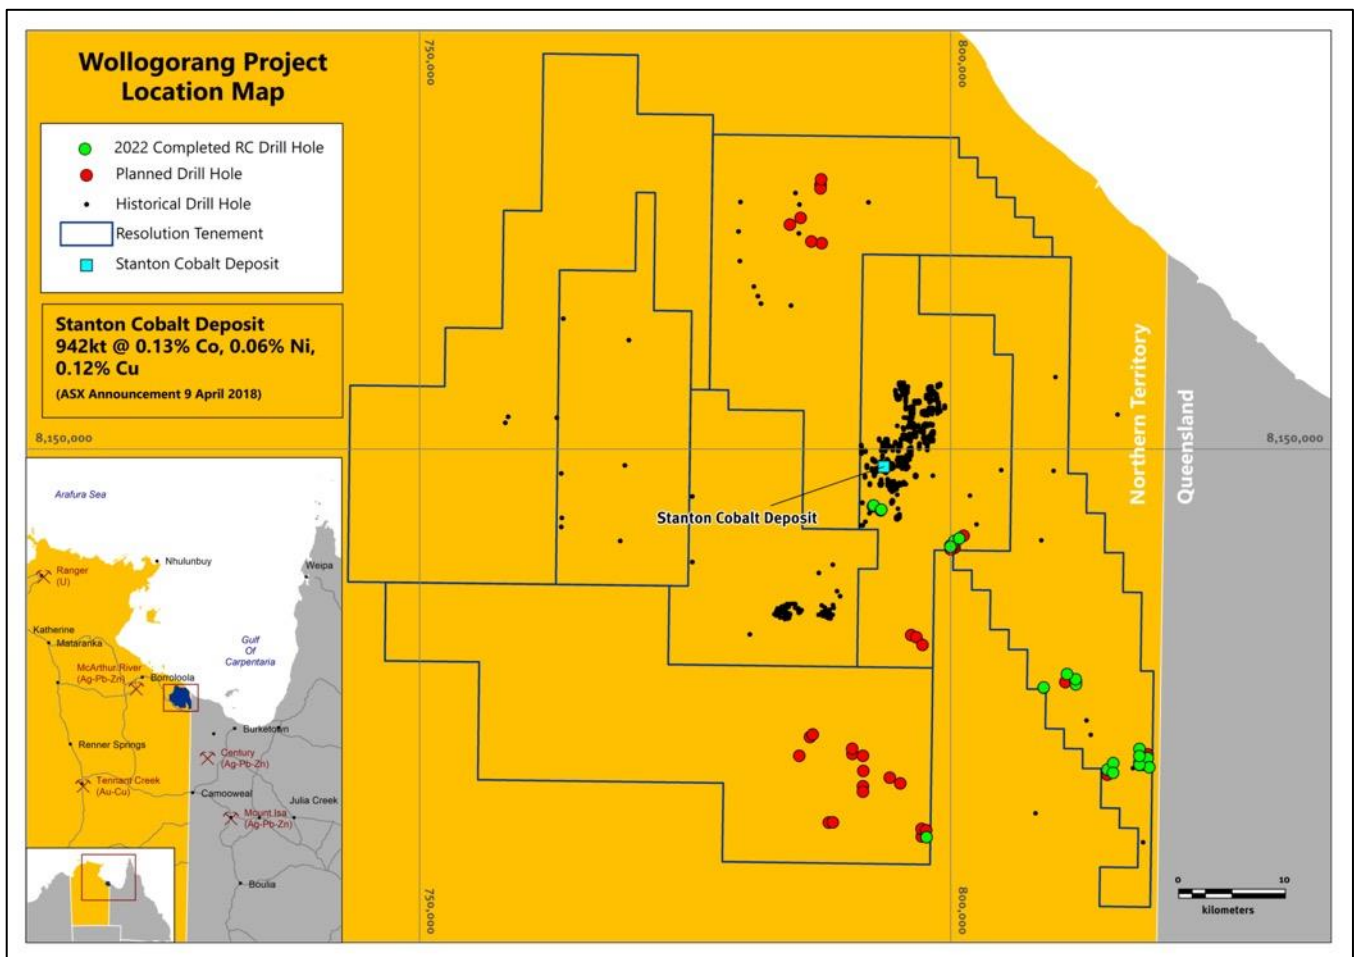 Wollogorang Project
Location Map
2022 Completed RC Drill Hole
Planned Drill Hole
Historical Drill Hole
Resolution Tenement
Stanton Cobalt Deposit
Stanton Cobalt Deposit
942kt @ 0.13% Co, 0.06% Ni,
0.12% Cu
(ASX Announcement 9 April 2018)
750,000
800,000
8,150,000
8,150,000
Northern Territory
Queensland
Stanton Cobalt Deposit
Arafura Sea
Nhulunbuy
Weipa
Ranger
(U)
Katherine
Mataranka
Gulf
Of
Carpentaria
McArthur River
(Ag-Pb-Zn)
Borroloola
Burketown
Renner Springs
Century
(Ag-Pb-Zn)
Tennant Creek
(Au-Cu)
Camooweal
Julia Creek
Mount Isa
(Ag-Pb-Zn)
Boulia
750,000
800,000
0
10
kilometers